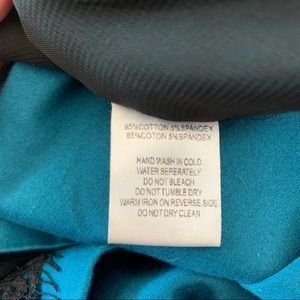 95%COTTON 5%SPANDEX
95%COTTON 5%SPANDEX
HAND WASH IN COLD
WATER SEPERATELY
DO NOT BLEACH
DO NOT TUMBLE DRY
WARM IRON ON REVERSE SIDE
DO NOT DRY CLEAN